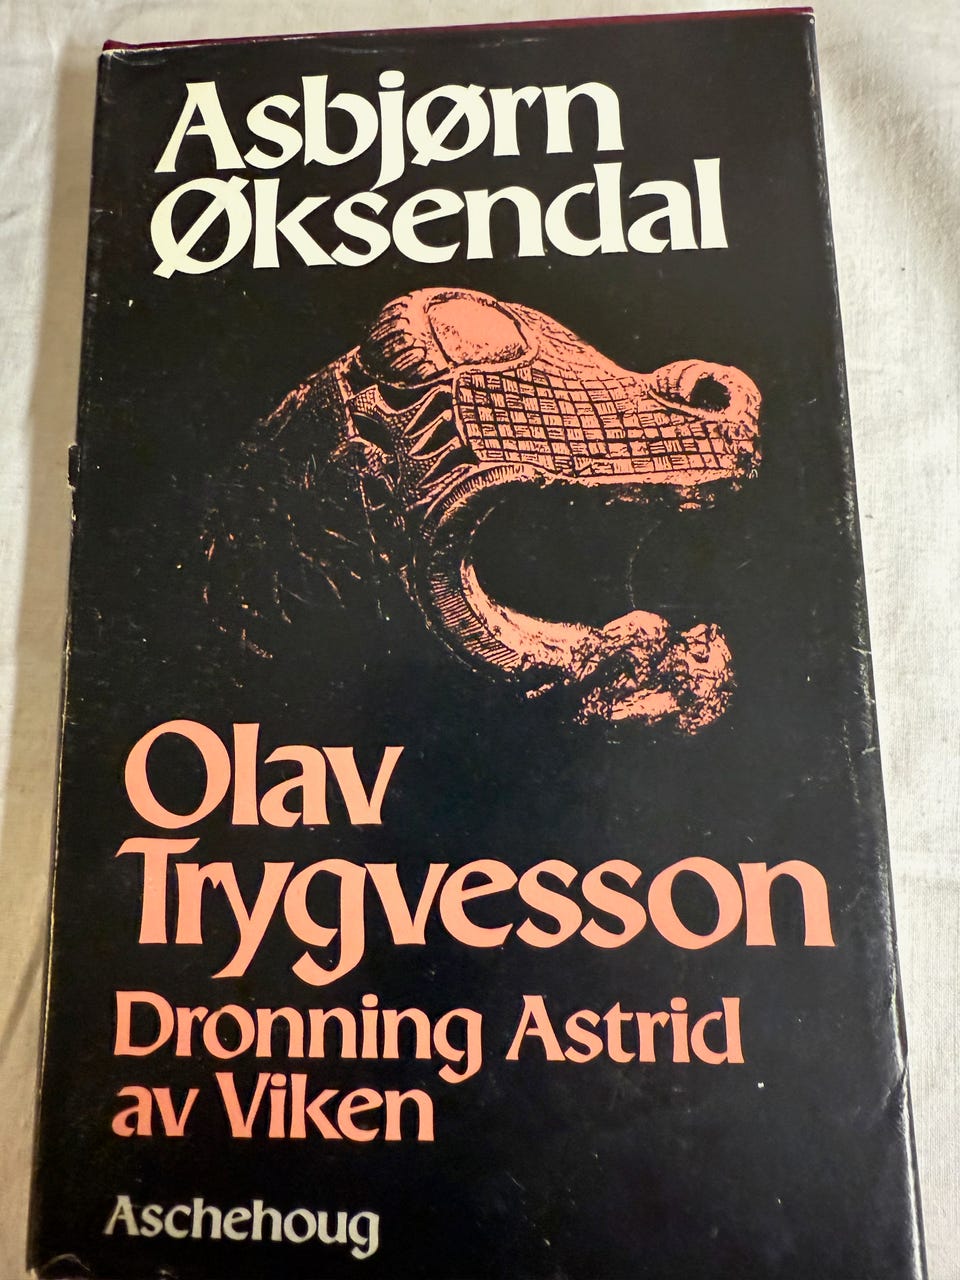 Asbjørn
Øksendal
Olav
Trygvesson
Dronning Astrid
av Viken
Aschehoug